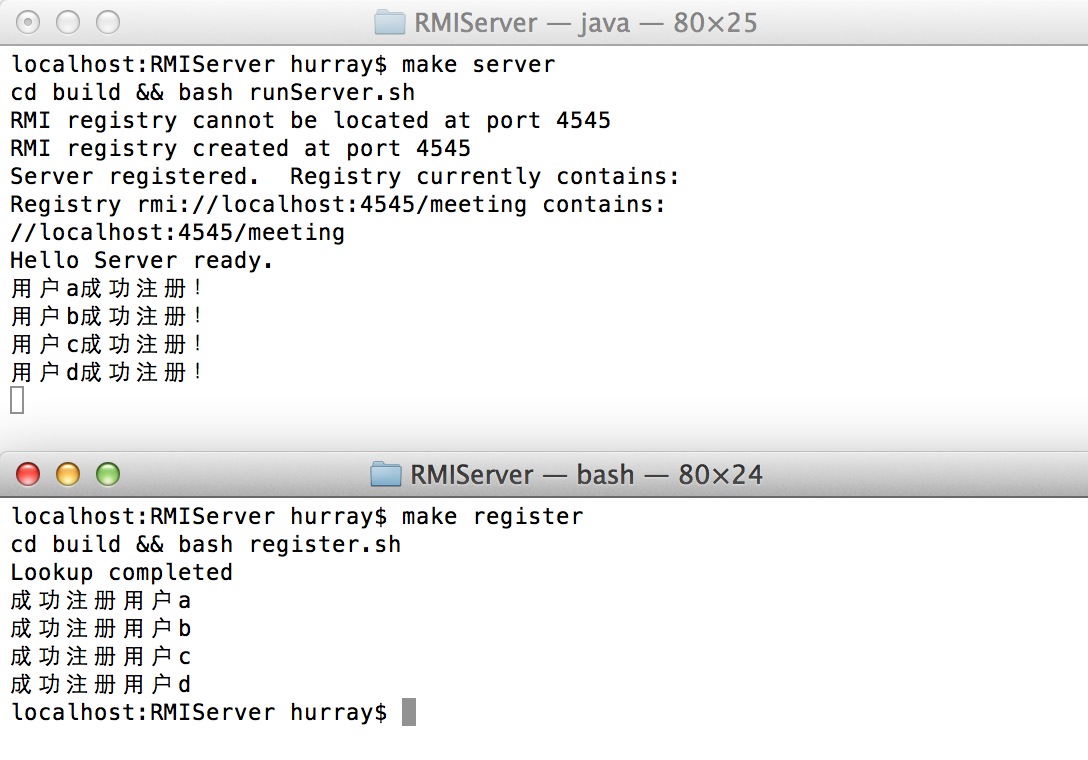 RMIServer — java — 80×25
localhost:RMIServer hurray$ make server
cd build && bash runServer.sh
RMI registry cannot be located at port 4545
RMI registry created at port 4545
Server registered.  Registry currently contains:
Registry rmi://localhost:4545/meeting contains:
//localhost:4545/meeting
Hello Server ready.
用户a成功注册！
用户b成功注册！
用户c成功注册！
用户d成功注册！
RMIServer — bash — 80×24
localhost:RMIServer hurray$ make register
cd build && bash register.sh
Lookup completed
成功注册用户a
成功注册用户b
成功注册用户c
成功注册用户d
localhost:RMIServer hurray$